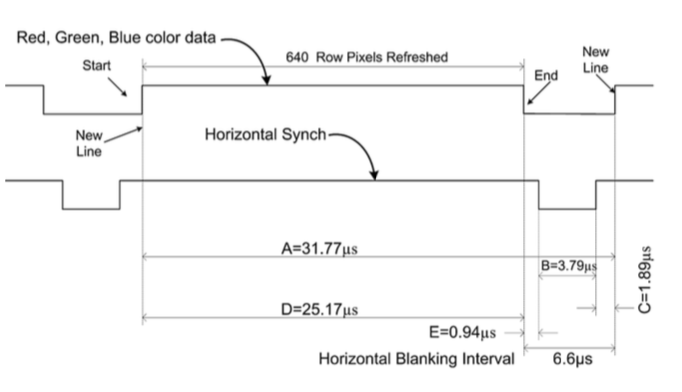 Red, Green, Blue color data
640 Row Pixels Refreshed
New
Line
Start
End
New
Line
Horizontal Synch
A=31.77µs
B=3.79µs
C=1.89µs
D=25.17µs
E=0.94µs
Horizontal Blanking Interval
6.6µs